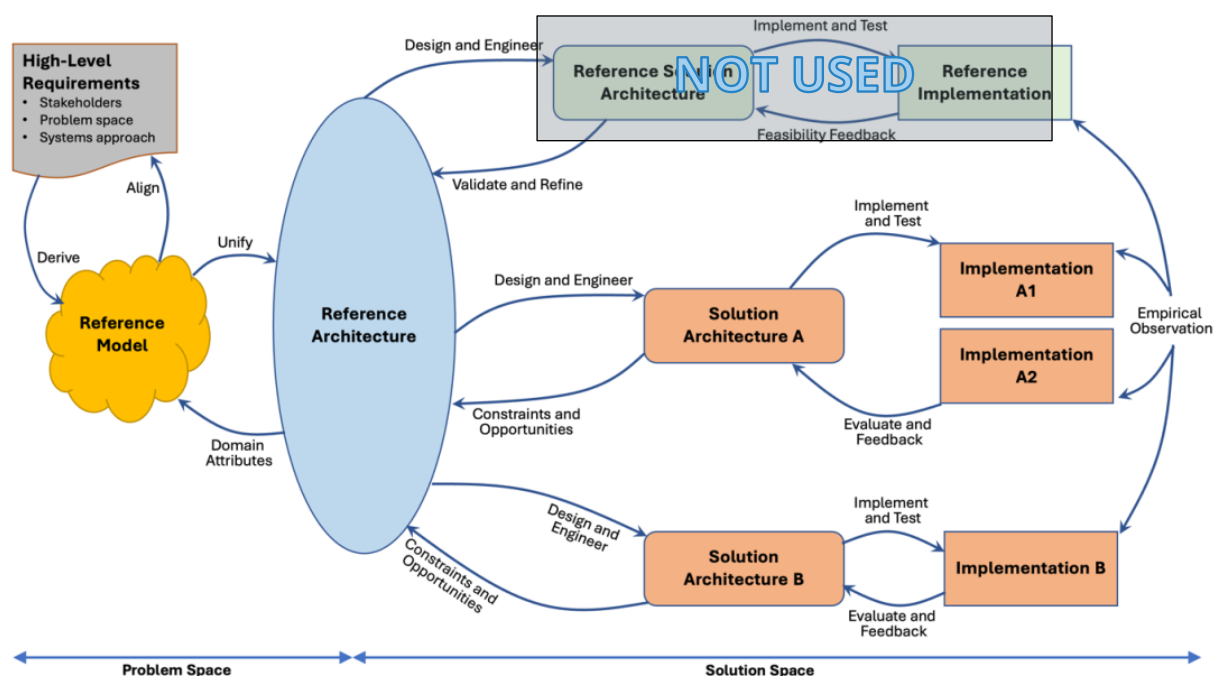 High-Level
Requirements
• Stakeholders
• Problem space
• Systems approach
Align
Derive
Reference
Model
Unify
Domain
Attributes
Reference
Architecture
Design and Engineer
Validate and Refine
Reference Solution
Architecture
NOT USED
Implement and Test
Feasibility Feedback
Reference
Implementation
Design and Engineer
Constraints and
Opportunities
Solution
Architecture A
Implement
and Test
Evaluate and
Feedback
Implementation
A1
Implementation
A2
Empirical
Observation
Design and
Engineer
Constraints and
Opportunities
Solution
Architecture B
Implement
and Test
Evaluate and
Feedback
Implementation B
Problem Space
Solution Space